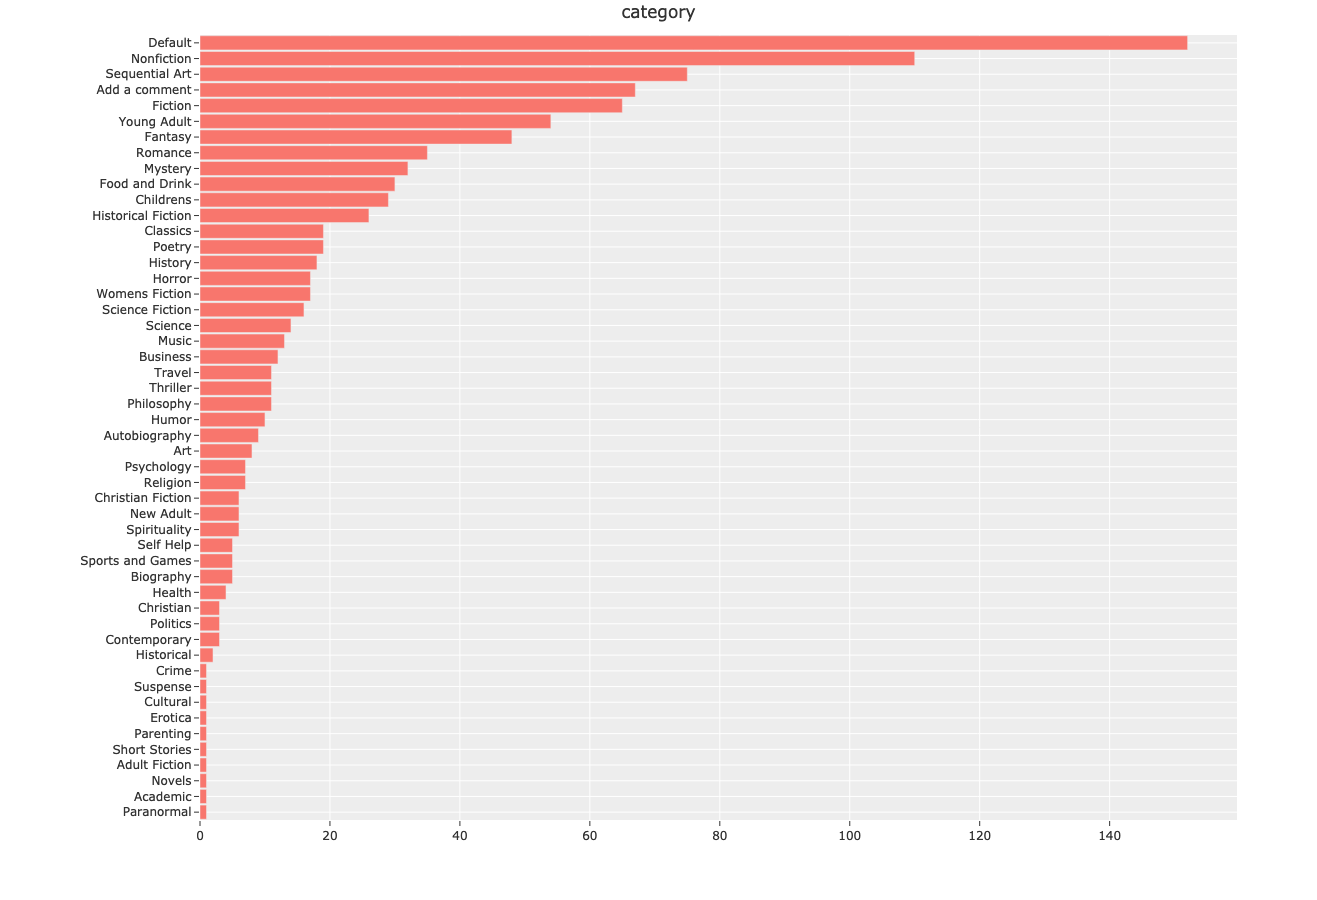 category
Default
Nonfiction
Sequential Art
Add a comment
Fiction
Young Adult
Fantasy
Romance
Mystery
Food and Drink
Childrens
Historical Fiction
Classics
Poetry
History
Horror
Womens Fiction
Science Fiction
Science
Music
Business
Travel
Thriller
Philosophy
Humor
Autobiography
Art
Psychology
Religion
Christian Fiction
New Adult
Spirituality
Self Help
Sports and Games
Biography
Health
Christian
Politics
Contemporary
Historical
Crime
Suspense
Cultural
Erotica
Parenting
Short Stories
Adult Fiction
Novels
Academic
Paranormal
0 20 40 60 80 100 120 140